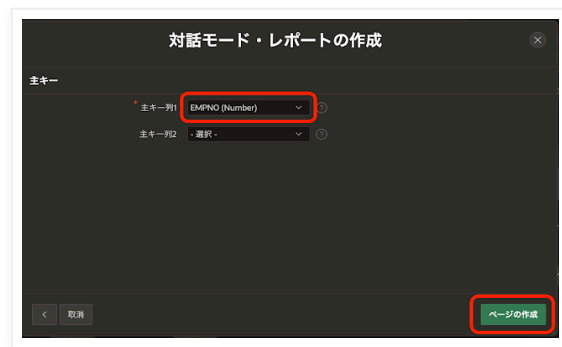 対話モード・レポートの作成
主キー
* 主キー列1 EMPNO (Number)
主キー列2 - 選択 -
取消
ページの作成